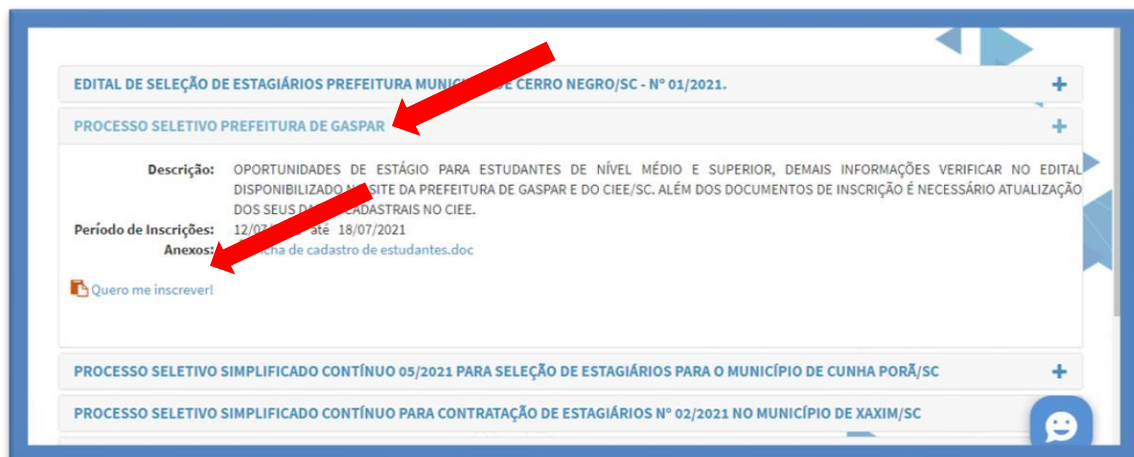 EDITAL DE SELEÇÃO DE ESTAGIÁRIOS PREFEITURA DE CERRO NEGRO/SC - Nº 01/2021.
PROCESSO SELETIVO PREFEITURA DE GASPAR
Descrição: OPORTUNIDADES DE ESTÁGIO PARA ESTUDANTES DE NÍVEL MÉDIO E SUPERIOR, DEMAIS INFORMAÇÕES VERIFICAR NO EDITAL
DISPONIBILIZADO SITE DA PREFEITURA DE GASPAR E DO CIEE/SC. ALÉM DOS DOCUMENTOS DE INSCRIÇÃO É NECESSÁRIO ATUALIZAÇÃO
DOS SEUS CADASTRAIS NO CIEE.
Período de Inscrições: até 18/07/2021
Anexos: de cadastro de estudantes.doc
Quero me inscrever!
PROCESSO SELETIVO SIMPLIFICADO CONTÍNUO 05/2021 PARA SELEÇÃO DE ESTAGIÁRIOS PARA O MUNICÍPIO DE CUNHA PORÃ/SC
PROCESSO SELETIVO SIMPLIFICADO CONTÍNUO PARA CONTRATAÇÃO DE ESTAGIÁRIOS Nº 02/2021 NO MUNICÍPIO DE XAXIM/SC